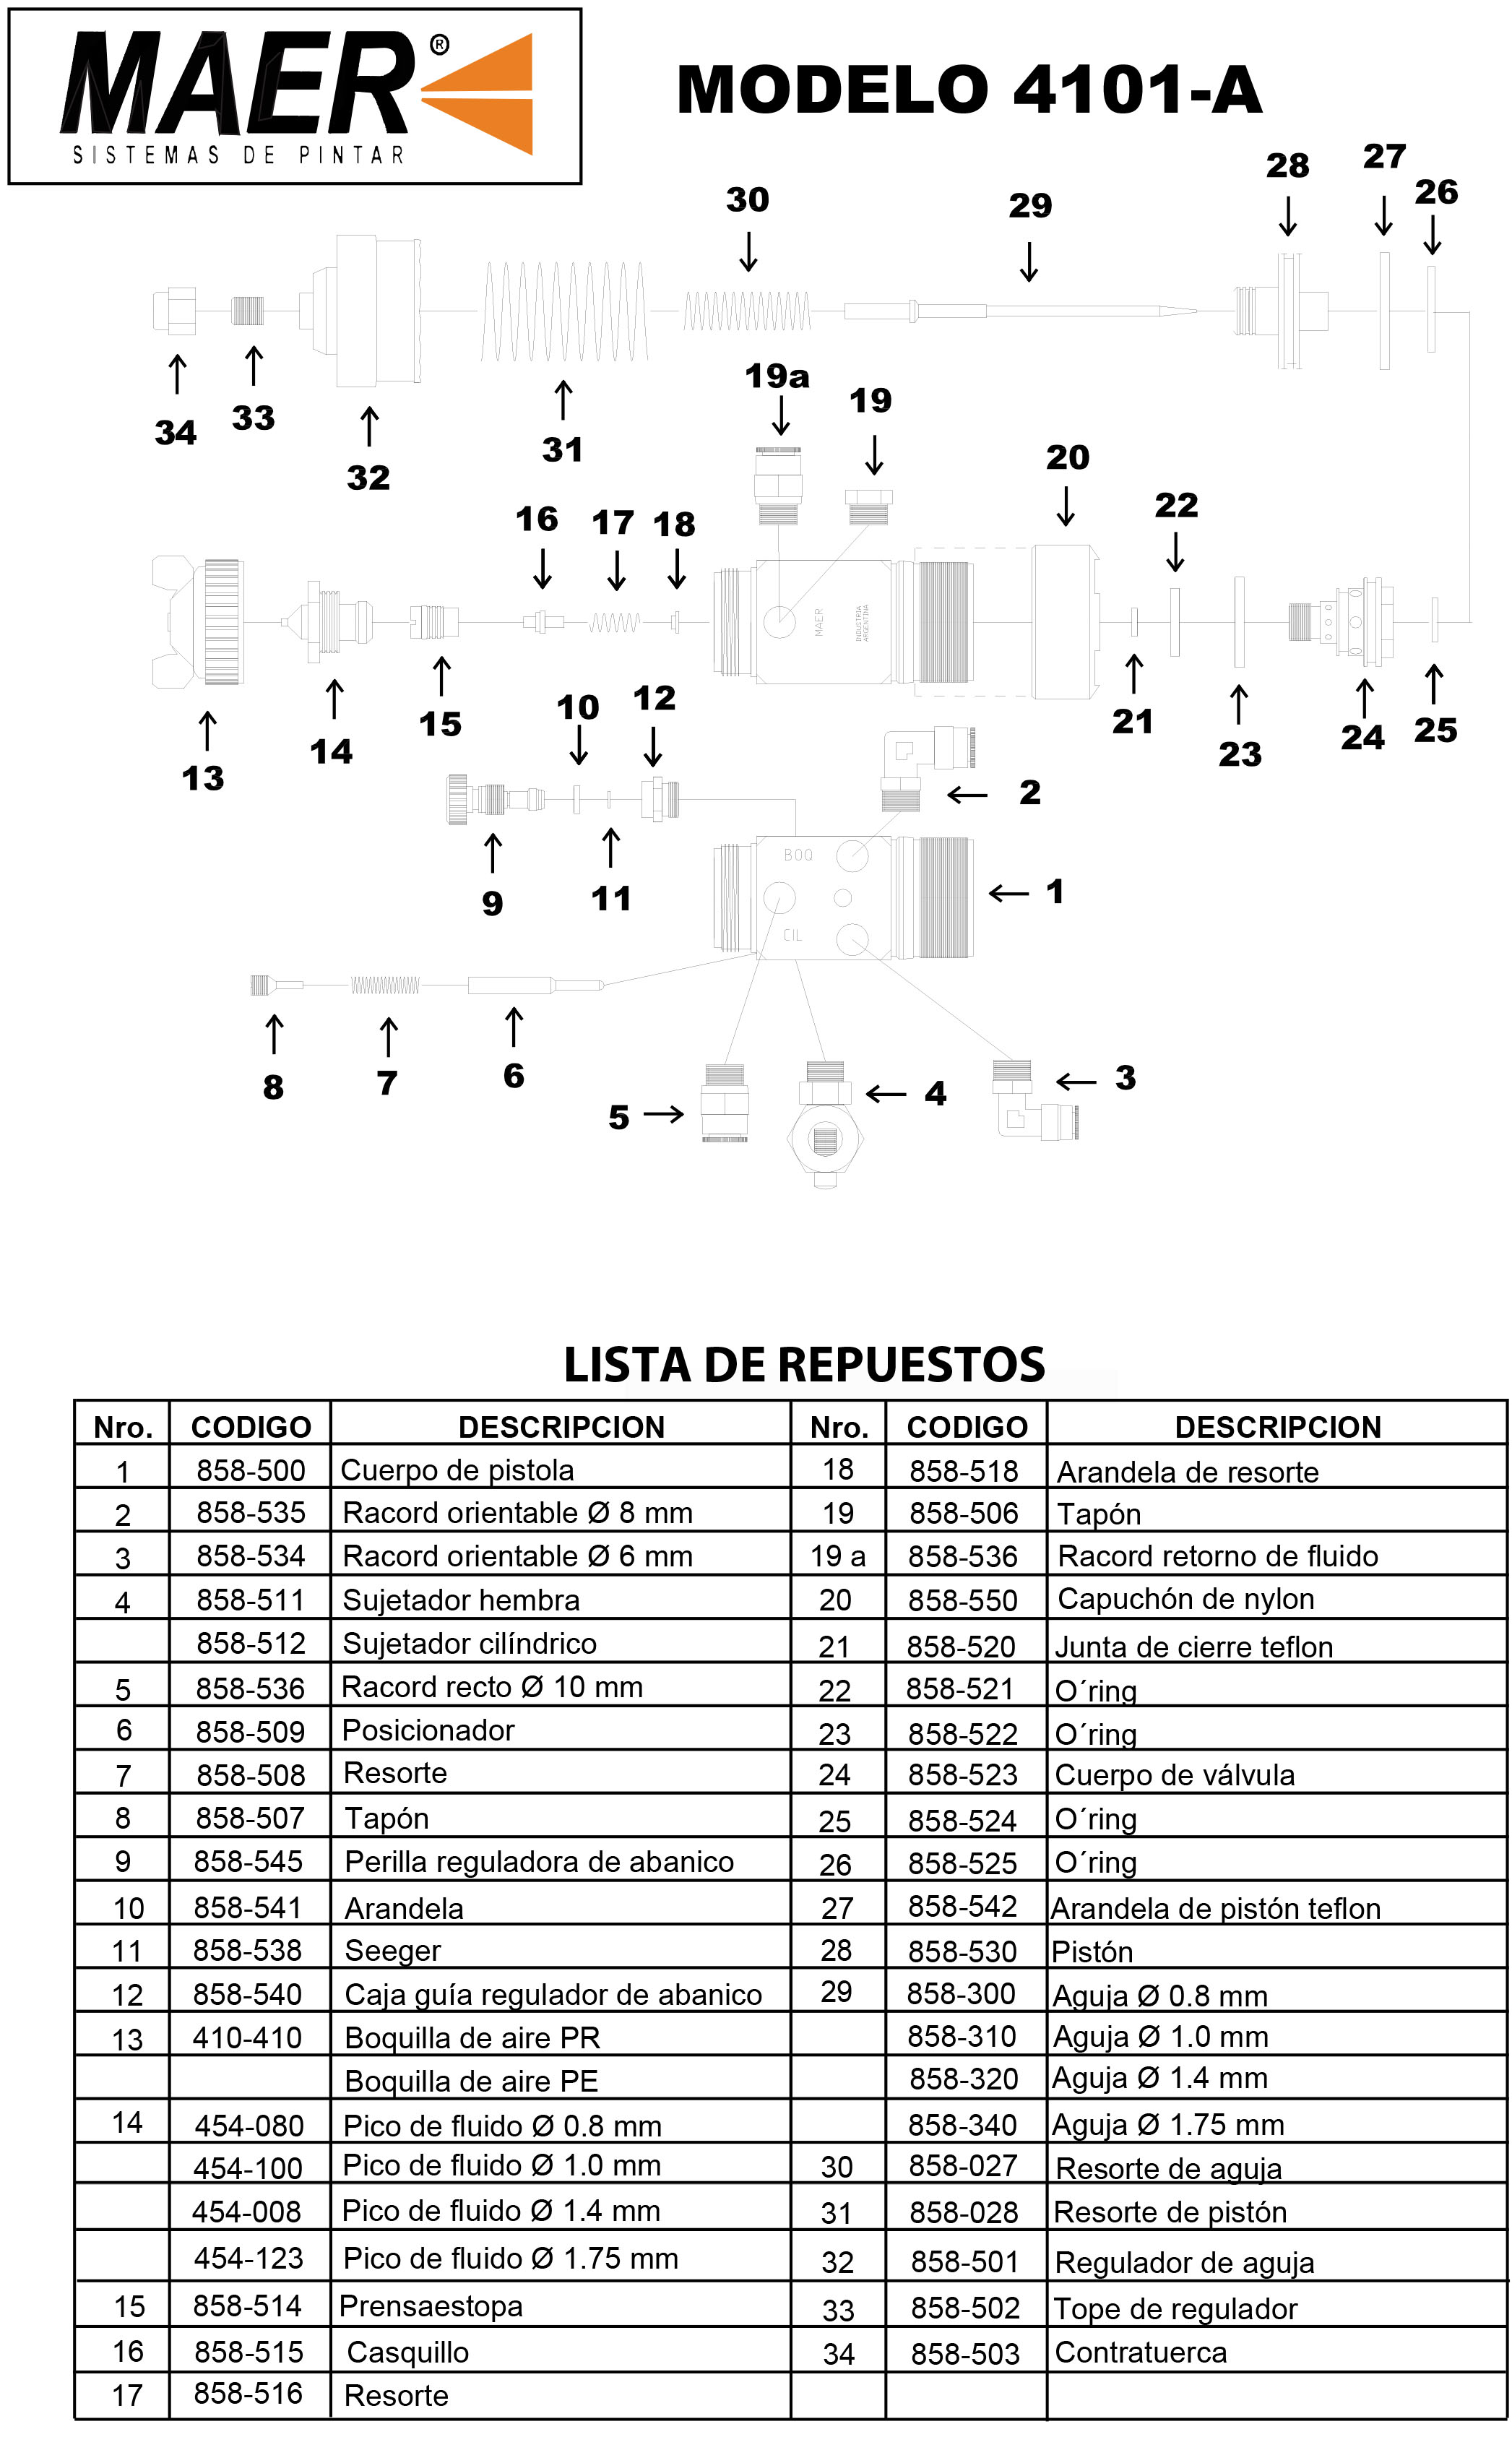 MAER®
SISTEMAS DE PINTAR
MODELO 4101-A
27
28
26
30
29
19a
19
34
33
32
31
20
22
16
17
18
MAER
INDUSTRIA
ARGENTINA
10
12
21
25
15
14
13
23
24
2
9
11
BOQ
1
CIL
8
7
6
3
4
5
LISTA DE REPUESTOS
Nro. CODIGO DESCRIPCION Nro. CODIGO DESCRIPCION
1 858-500 Cuerpo de pistola 18 858-518 Arandela de resorte
2 858-535 Racord orientable Ø 8 mm 19 858-506 Tapón
3 858-534 Racord orientable Ø 6 mm 19 a 858-536 Racord retorno de fluido
4 858-511 Sujetador hembra 20 858-550 Capuchón de nylon
858-512 Sujetador cilíndrico 21 858-520 Junta de cierre teflon
5 858-536 Racord recto Ø 10 mm 22 858-521 O´ring
6 858-509 Posicionador 23 858-522 O´ring
7 858-508 Resorte 24 858-523 Cuerpo de válvula
8 858-507 Tapón 25 858-524 O´ring
9 858-545 Perilla reguladora de abanico 26 858-525 O´ring
10 858-541 Arandela 27 858-542 Arandela de pistón teflon
11 858-538 Seeger 28 858-530 Pistón
12 858-540 Caja guía regulador de abanico 29 858-300 Aguja Ø 0.8 mm
13 410-410 Boquilla de aire PR 858-310 Aguja Ø 1.0 mm
Boquilla de aire PE 858-320 Aguja Ø 1.4 mm
14 454-080 Pico de fluido Ø 0.8 mm 858-340 Aguja Ø 1.75 mm
454-100 Pico de fluido Ø 1.0 mm 30 858-027 Resorte de aguja
454-008 Pico de fluido Ø 1.4 mm 31 858-028 Resorte de pistón
454-123 Pico de fluido Ø 1.75 mm 32 858-501 Regulador de aguja
15 858-514 Prensaestopa 33 858-502 Tope de regulador
16 858-515 Casquillo 34 858-503 Contratuerca
17 858-516 Resorte